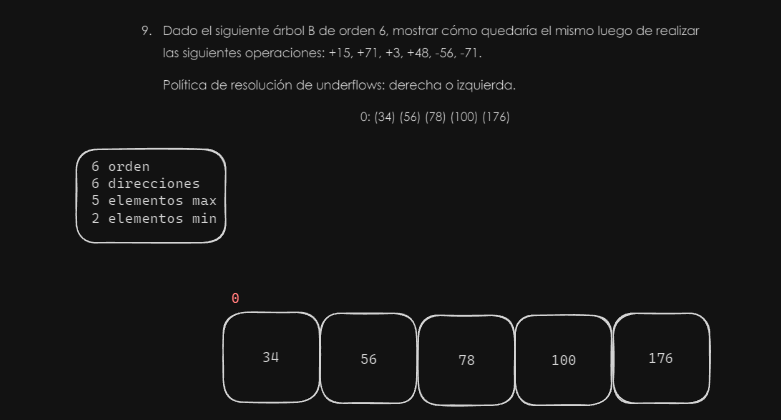 9. Dado el siguiente árbol B de orden 6, mostrar cómo quedaría el mismo luego de realizar
las siguientes operaciones: +15, +71, +3, +48, -56, -71.
Política de resolución de underflows: derecha o izquierda.
0: (34) (56) (78) (100) (176)
6 orden
6 direcciones
5 elementos max
2 elementos min
0
34 56 78 100 176